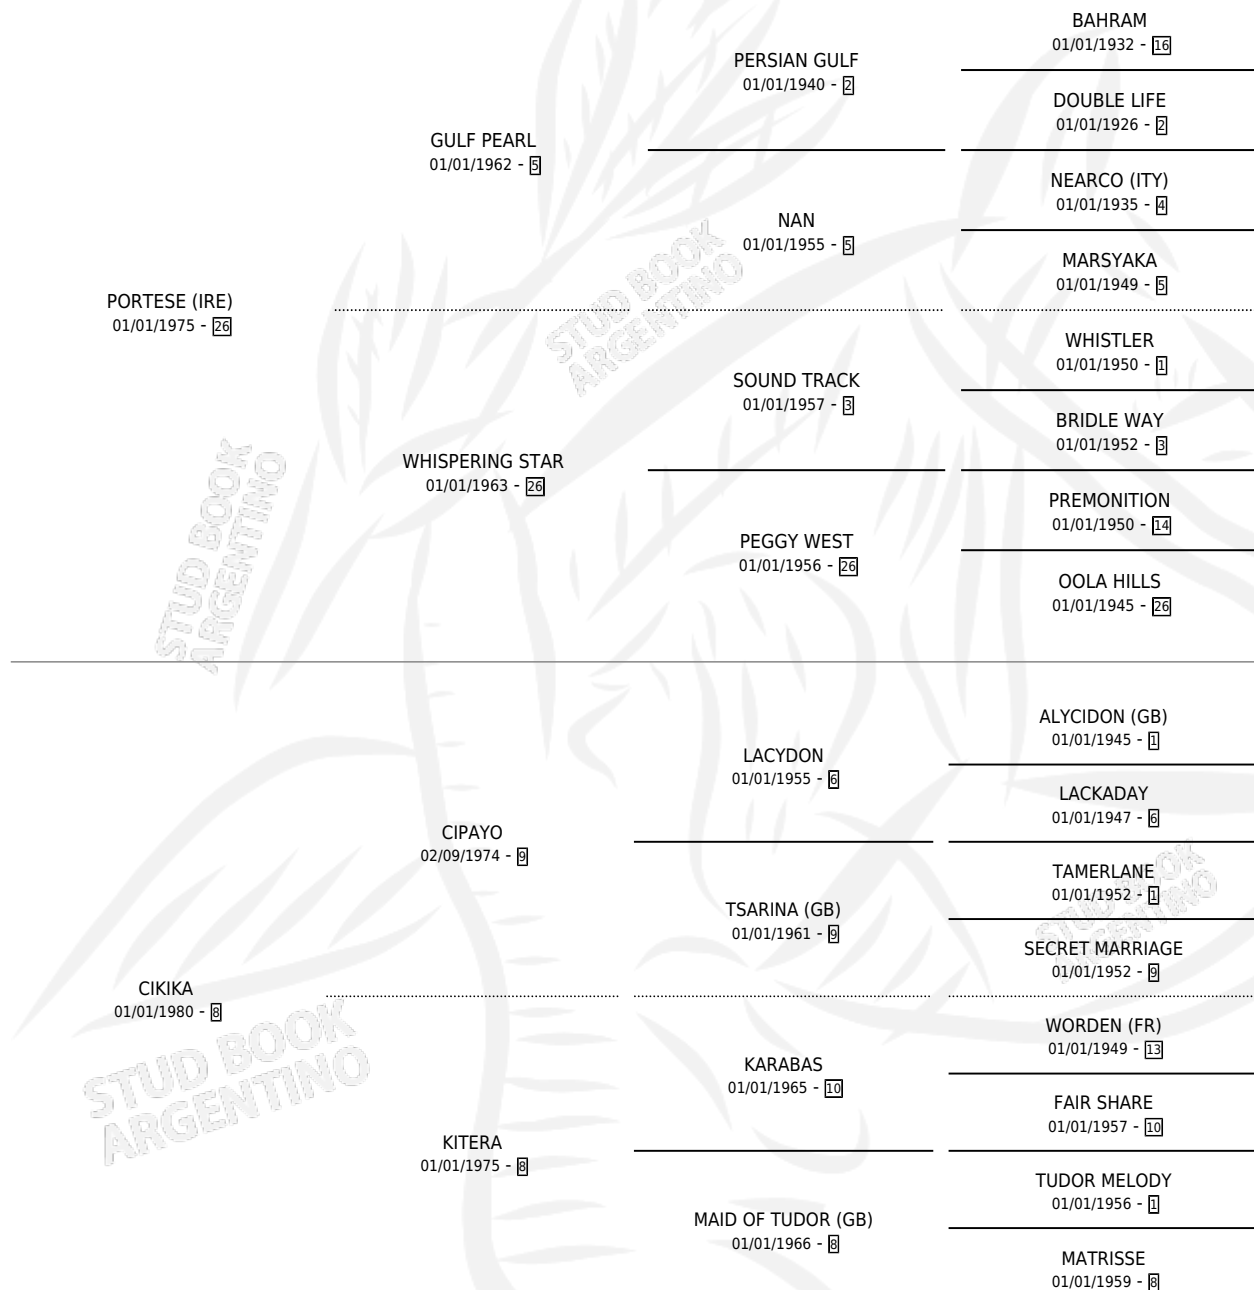 BAHRAM
01/01/1932 - 16
PERSIAN GULF
01/01/1940 - 2
DOUBLE LIFE
01/01/1926 - 2
GULF PEARL
01/01/1962 - 5
NEARCO (ITY)
01/01/1935 - 4
NAN
01/01/1955 - 5
MARSYAKA
01/01/1949 - 5
PORTESE (IRE)
01/01/1975 - 26
WHISTLER
01/01/1950 - 1
SOUND TRACK
01/01/1957 - 3
BRIDLE WAY
01/01/1952 - 3
WHISPERING STAR
01/01/1963 - 26
PREMONITION
01/01/1950 - 14
PEGGY WEST
01/01/1956 - 26
OOLA HILLS
01/01/1945 - 26
STUD BOOK
ARGENTINO
STUD BOOK
ARGENTINO
ALYCIDON (GB)
01/01/1945 - 1
LACYDON
01/01/1955 - 6
LACKADAY
01/01/1947 - 6
CIPAYO
02/09/1974 - 9
TAMERLANE
01/01/1952 - 1
TSARINA (GB)
01/01/1961 - 9
SECRET MARRIAGE
01/01/1952 - 9
CIKIKA
01/01/1980 - 8
WORDEN (FR)
01/01/1949 - 13
KARABAS
01/01/1965 - 10
FAIR SHARE
01/01/1957 - 10
KITERA
01/01/1975 - 8
TUDOR MELODY
01/01/1956 - 1
MAID OF TUDOR (GB)
01/01/1966 - 8
MATRISSE
01/01/1959 - 8
STUD BOOK
ARGENTINO
STUD BOOK
ARGENTINO